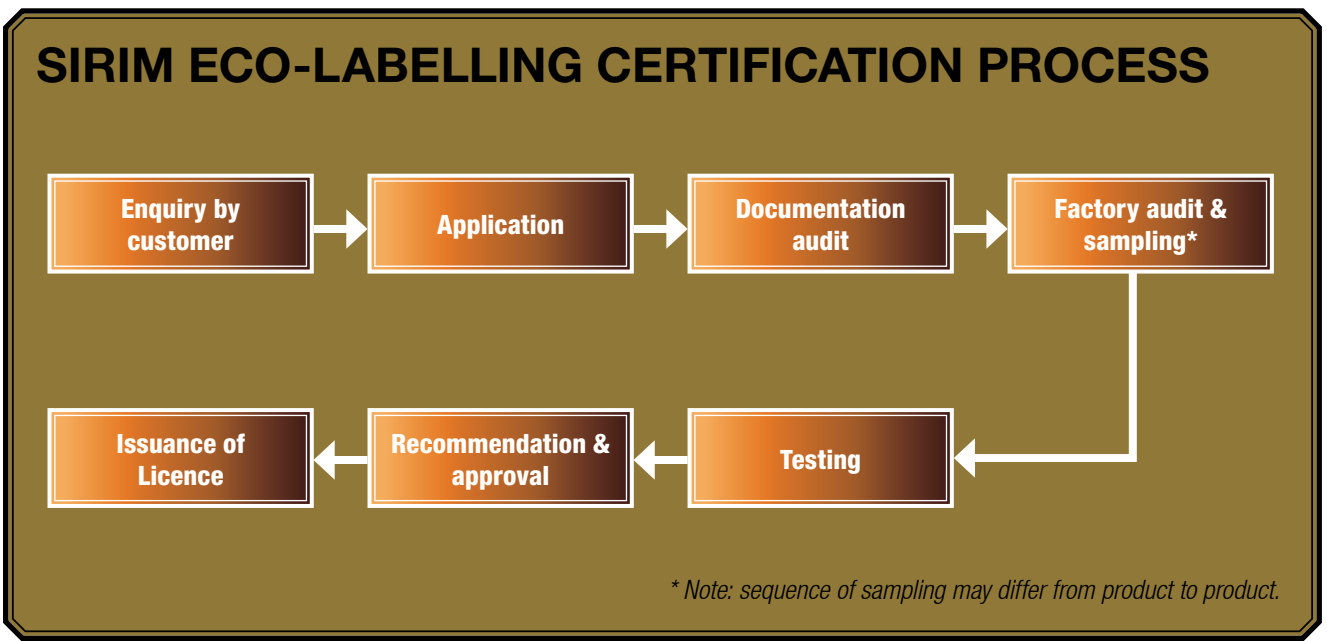 SIRIM ECO-LABELLING CERTIFICATION PROCESS
Enquiry by
customer
Application
Documentation
audit
Factory audit &
sampling*
Issuance of
Licence
Recommendation &
approval
Testing
* Note: sequence of sampling may differ from product to product.